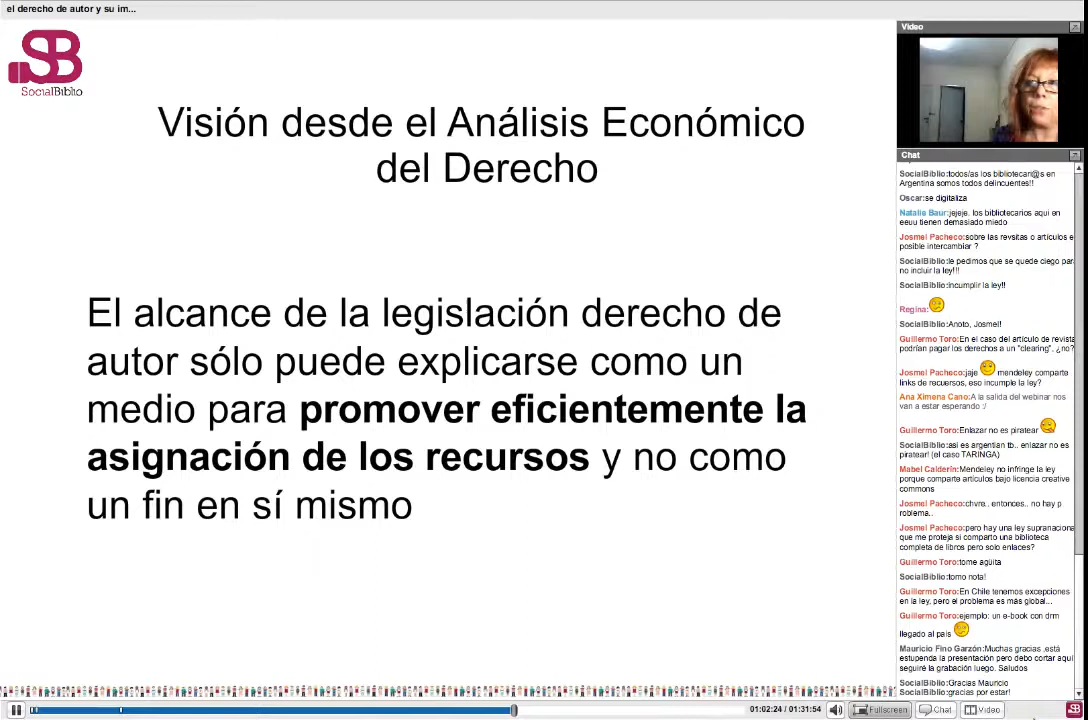 el derecho de autor y su im...
SB
SocialBiblio
Visión desde el Análisis Económico
del Derecho
El alcance de la legislación derecho de
autor sólo puede explicarse como un
medio para promover eficientemente la
asignación de los recursos y no como
un fin en sí mismo
Video
Chat
SocialBiblio:todos/as los bibliotecari@s en
Argentina somos todos delincuentes!!
Oscar:se digitaliza
Natalie Baur:jejeje. los bibliotecarios aqui en
eeuu tienen demasiado miedo
Josmel Pacheco:sobre las revsitas o artículos e
posible intercambiar ?
SocialBiblio:le pedimos que se quede ciego par
no incluir la ley!!!
SocialBiblio:incumplir la ley!!
Regina:
SocialBiblio:Anoto, Josmel!
Guillermo Toro:En el caso del artículo de revista
podrían pagar los derechos a un "clearing". ¿no?
Josmel Pacheco:jaje mendeley comparte
links de recuersos, eso incumple la ley?
Ana Ximena Cano:A la salida del webinar nos
van a estar esperando :/
Guillermo Toro:Enlazar no es piratear
SocialBiblio:asi es argentian tb.. enlazar no es
piratear! (el caso TARINGA)
Mabel Calderín:Mendeley no infringe la ley
porque comparte artículos bajo licencia creative
commons
Josmel Pacheco:chvre.. entonces.. no hay p
roblema..
Josmel Pacheco:pero hay una ley supranaciona
que me proteja si comparto una biblioteca
completa de libros pero solo enlaces?
Guillermo Toro:tome agüita
SocialBiblio:tomo nota!
Guillermo Toro:En Chile tenemos excepciones
en la ley, pero el problema es más global...
Guillermo Toro:ejemplo: un e-book con drm
llegado al país
Mauricio Fino Garzón:Muchas gracias ,está
estupenda la presentación pero debo cortar aquí
seguiré la grabación luego. Saludos
SocialBiblio:Gracias Mauricio
SocialBiblio:gracias por estar!
01:02:24 / 01:31:54
Fullscreen
Chat
Video
SB